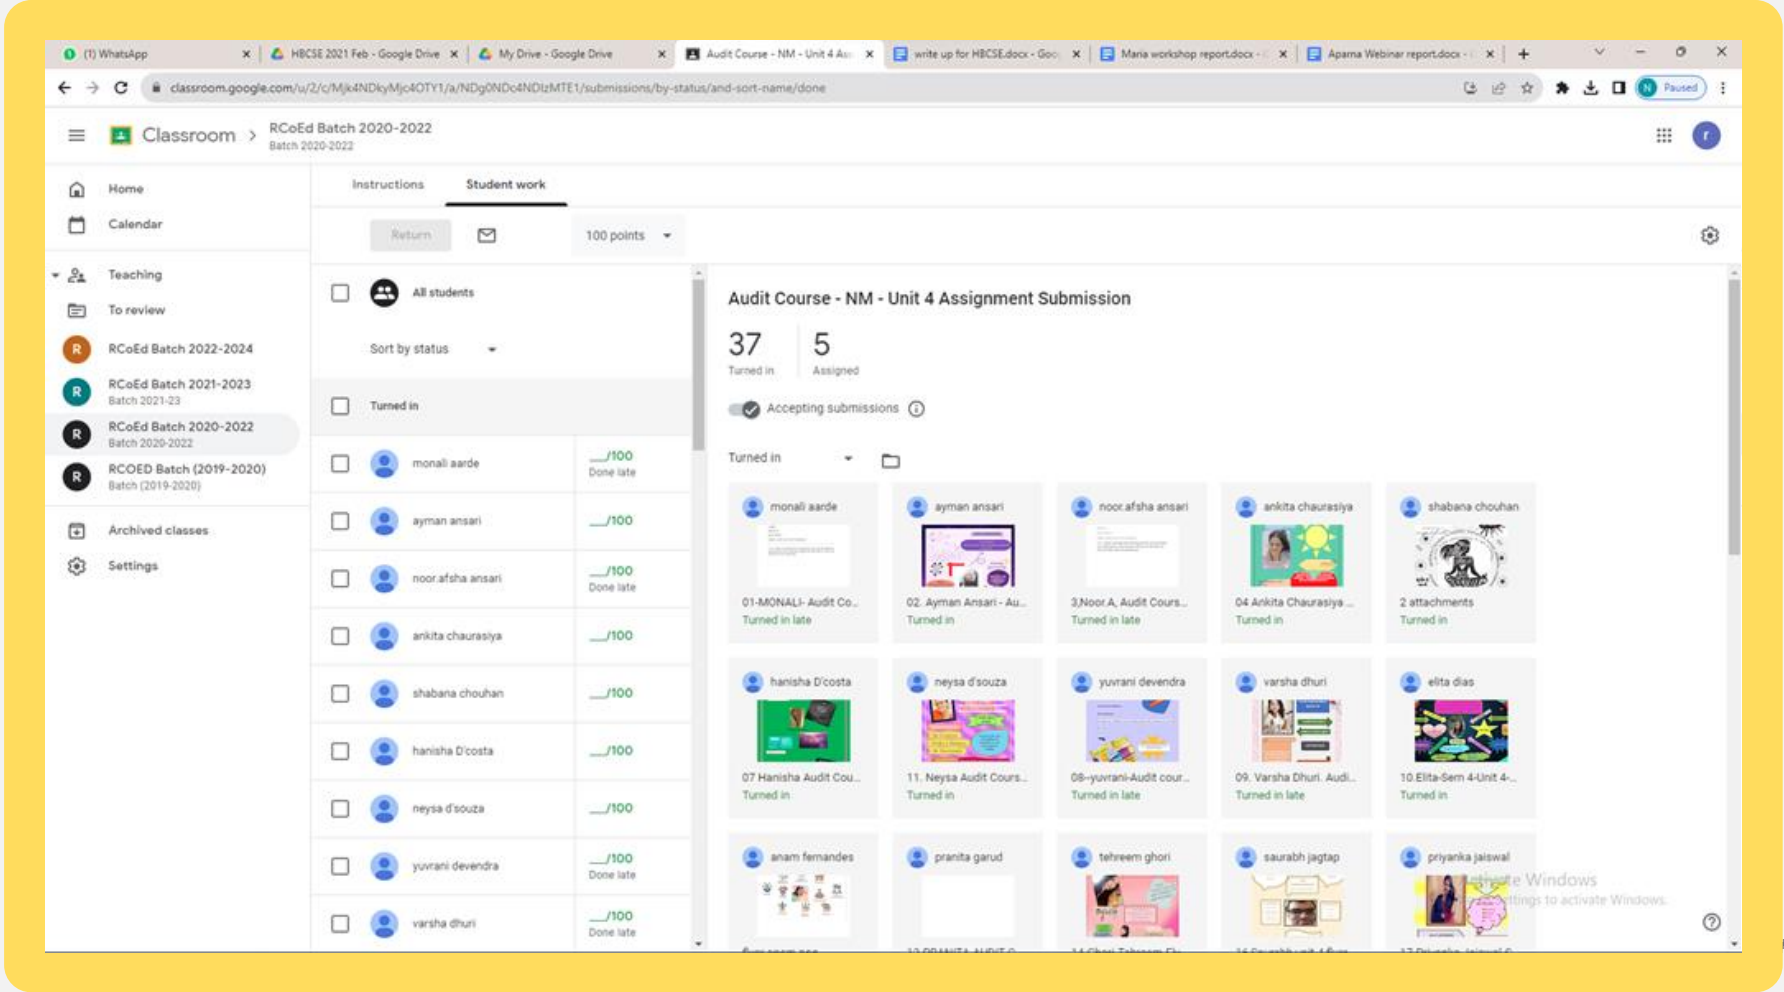 (1) WhatsApp
HBCSE 2021 Feb - Google Drive
My Drive - Google Drive
Audit Course - NM - Unit 4 Ass
write up for HBCSE.docx - Goo
Maria workshop report.docx -
Aparna Webinar report.docx -
classroom.google.com/u/2/c/Mjk4NDkyMjc4OTY1/a/NDg0NDc4NDIzMTE1/submissions/by-status/and-sort-name/done
N Paused
Classroom > RCoEd Batch 2020-2022
Batch 2020-2022
r
Home
Calendar
Teaching
To review
R RCoEd Batch 2022-2024
R RCoEd Batch 2021-2023
Batch 2021-23
R RCoEd Batch 2020-2022
Batch 2020-2022
R RCOED Batch (2019-2020)
Batch (2019-2020)
Archived classes
Settings
Instructions Student work
Return 100 points
All students
Sort by status
Turned in
monali aarde __/100
Done late
ayman ansari __/100
noor.afsha ansari __/100
Done late
ankita chaurasiya __/100
shabana chouhan __/100
hanisha D'costa __/100
neysa d'souza __/100
yuvrani devendra __/100
Done late
varsha dhuri __/100
Done late
Audit Course - NM - Unit 4 Assignment Submission
37 5
Turned in Assigned
Accepting submissions
Turned in
monali aarde
01-MONALI- Audit Co...
Turned in late
ayman ansari
02. Ayman Ansari - Au...
Turned in
noor.afsha ansari
3,Noor.A, Audit Cours...
Turned in late
ankita chaurasiya
04 Ankita Chaurasiya ...
Turned in
shabana chouhan
2 attachments
Turned in
hanisha D'costa
07 Hanisha Audit Cou...
Turned in
neysa d'souza
11. Neysa Audit Cours...
Turned in
yuvrani devendra
08--yuvrani-Audit cour...
Turned in late
varsha dhuri
09. Varsha Dhuri. Audi...
Turned in late
elita dias
10.Elita-Sem 4-Unit 4-...
Turned in
anam fernandes
pranita garud
tehreem ghori
saurabh jagtap
priyanka jaiswal
Windows
to activate Windows.